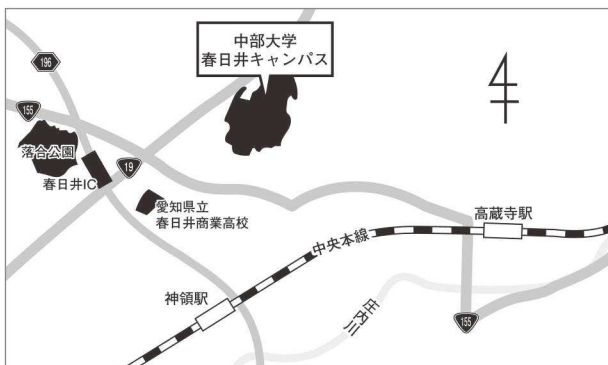 中部大学
春日井キャンパス
196
155
落合公園
春日井IC
19
愛知県立
春日井商業高校
高蔵寺駅
中央本線
神領駅
庄内川
155